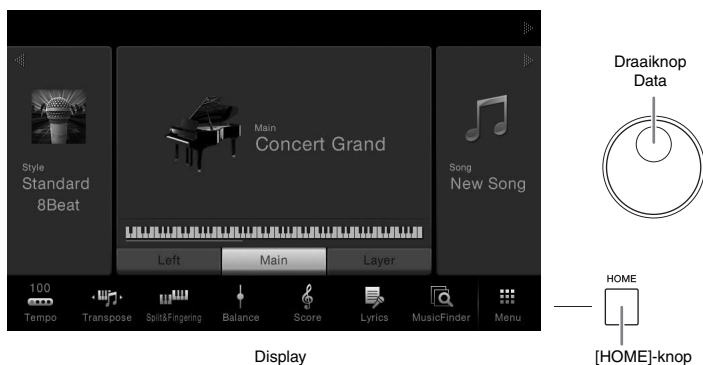 Draaiknop
Data
Main
Concert Grand
Style
Standard
8Beat
Song
New Song
Left Main Layer
100
Tempo Transpose Split&Fingering Balance Score Lyrics MusicFinder Menu
HOME
Display
[HOME]-knop